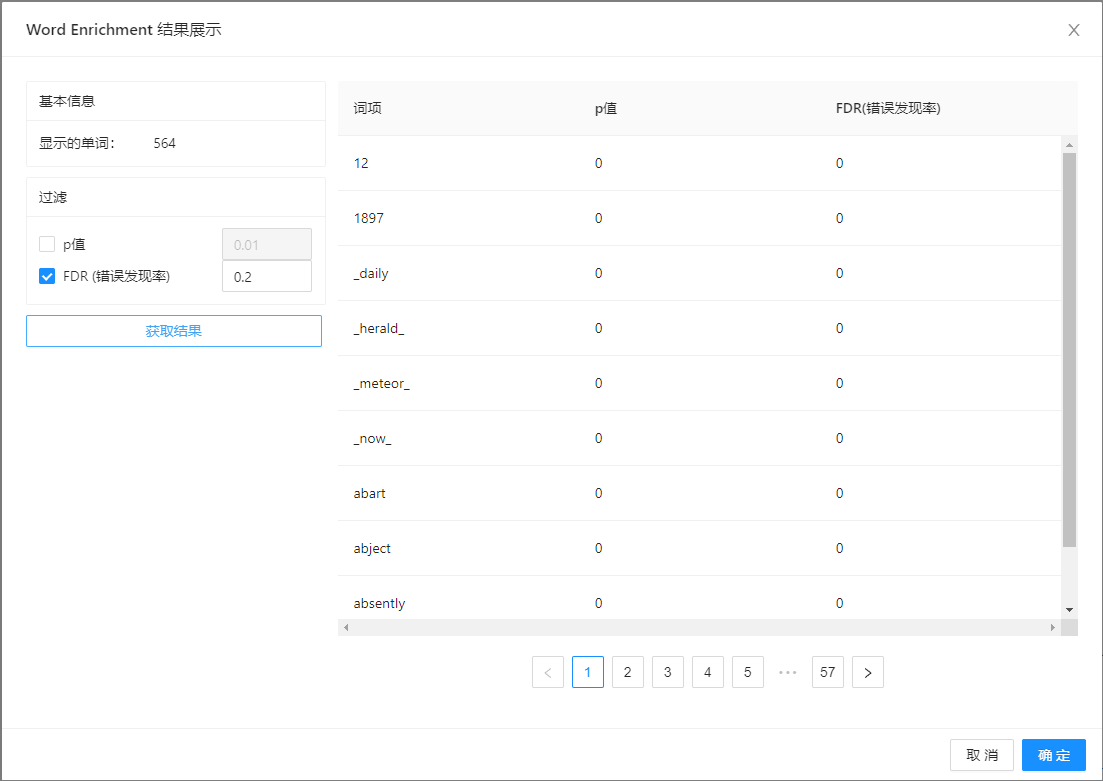 Word Enrichment 结果展示
基本信息
显示的单词: 564
过滤
p值 0.01
FDR (错误发现率) 0.2
获取结果
词项 p值 FDR(错误发现率)
12 0 0
1897 0 0
_daily 0 0
_herald_ 0 0
_meteor_ 0 0
_now_ 0 0
abart 0 0
abject 0 0
absently 0 0
< 1 2 3 4 5 ••• 57 >
取 消 确 定